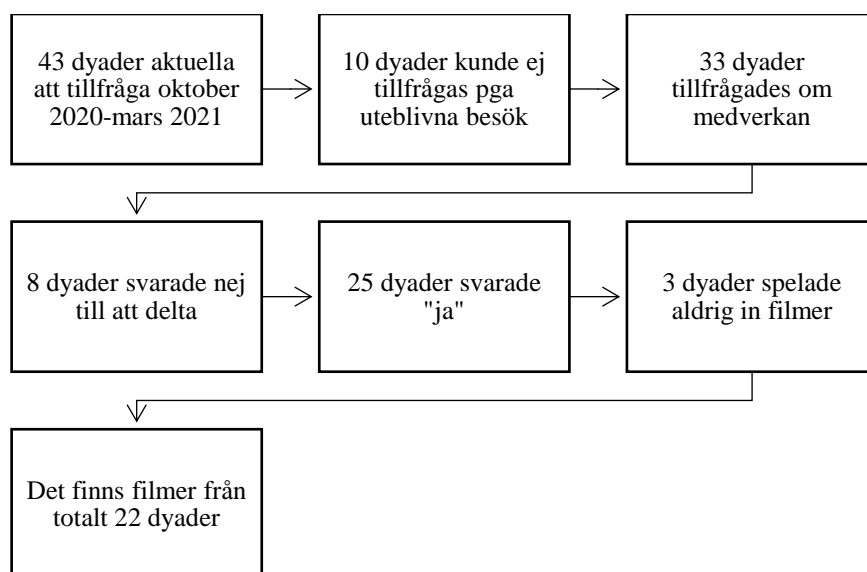 43 dyader aktuella
att tillfråga oktober
2020-mars 2021
10 dyader kunde ej
tillfrågas pga
uteblivna besök
33 dyader
tillfrågades om
medverkan
8 dyader svarade nej
till att delta
25 dyader svarade
"ja"
3 dyader spelade
aldrig in filmer
Det finns filmer från
totalt 22 dyader